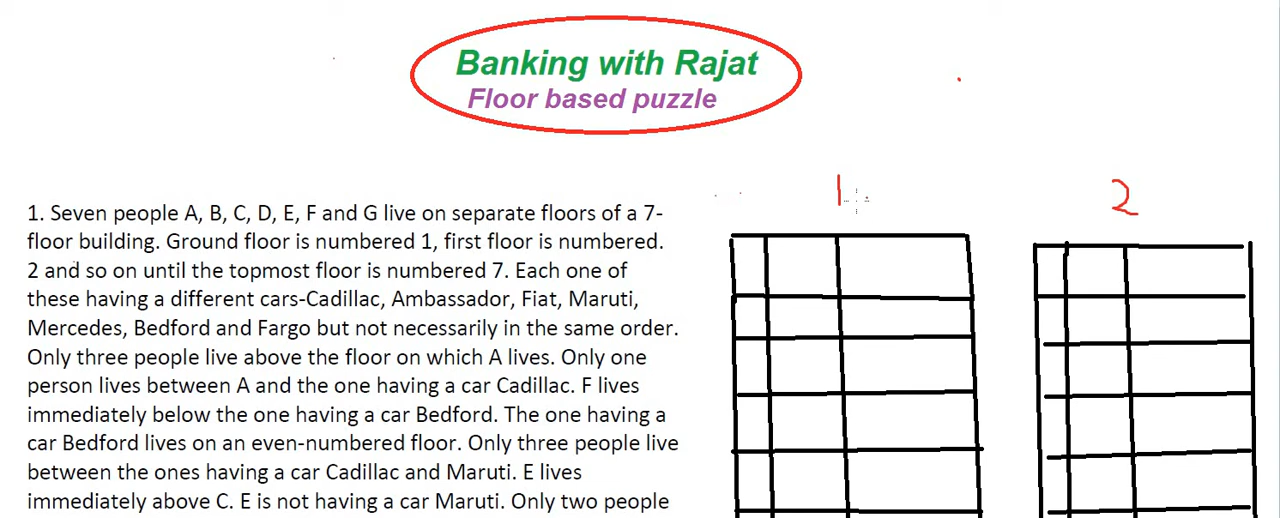 Banking with Rajat
Floor based puzzle
1
2
1. Seven people A, B, C, D, E, F and G live on separate floors of a 7-
floor building. Ground floor is numbered 1, first floor is numbered.
2 and so on until the topmost floor is numbered 7. Each one of
these having a different cars-Cadillac, Ambassador, Fiat, Maruti,
Mercedes, Bedford and Fargo but not necessarily in the same order.
Only three people live above the floor on which A lives. Only one
person lives between A and the one having a car Cadillac. F lives
immediately below the one having a car Bedford. The one having a
car Bedford lives on an even-numbered floor. Only three people live
between the ones having a car Cadillac and Maruti. E lives
immediately above C. E is not having a car Maruti. Only two people